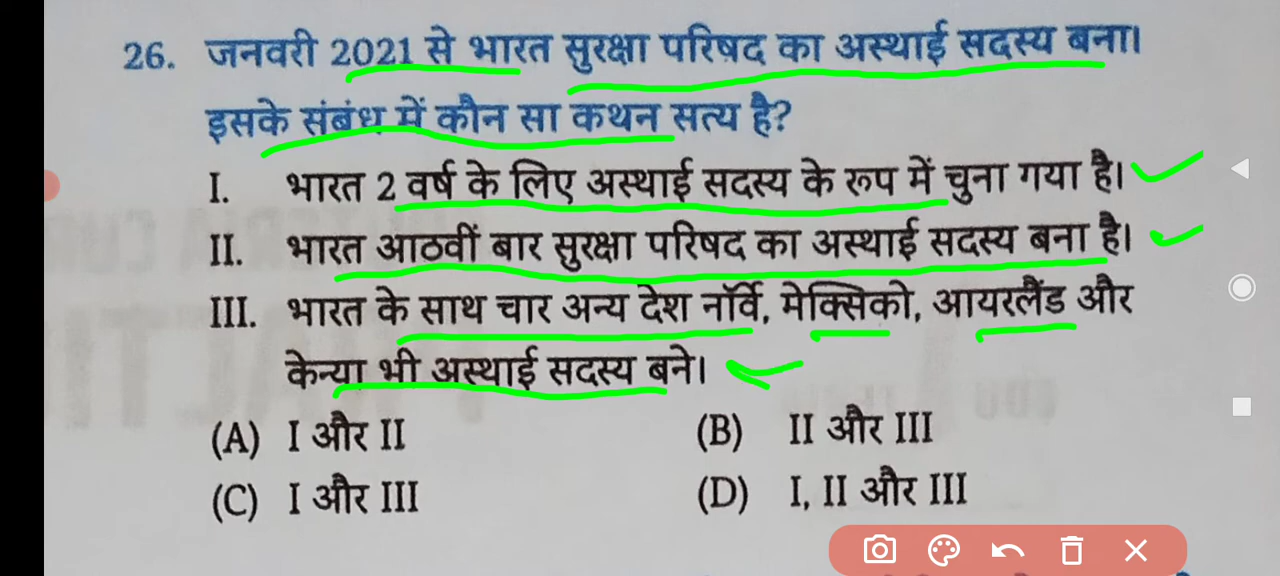 26. जनवरी 2021 से भारत सुरक्षा परिषद का अस्थाई सदस्य बना।
इसके संबंध में कौन सा कथन सत्य है?
I. भारत 2 वर्ष के लिए अस्थाई सदस्य के रूप में चुना गया है।
II. भारत आठवीं बार सुरक्षा परिषद का अस्थाई सदस्य बना है।
III. भारत के साथ चार अन्य देश नॉर्वे, मेक्सिको, आयरलैंड और
केन्या भी अस्थाई सदस्य बने।
(A) I और II (B) II और III
(C) I और III (D) I, II और III